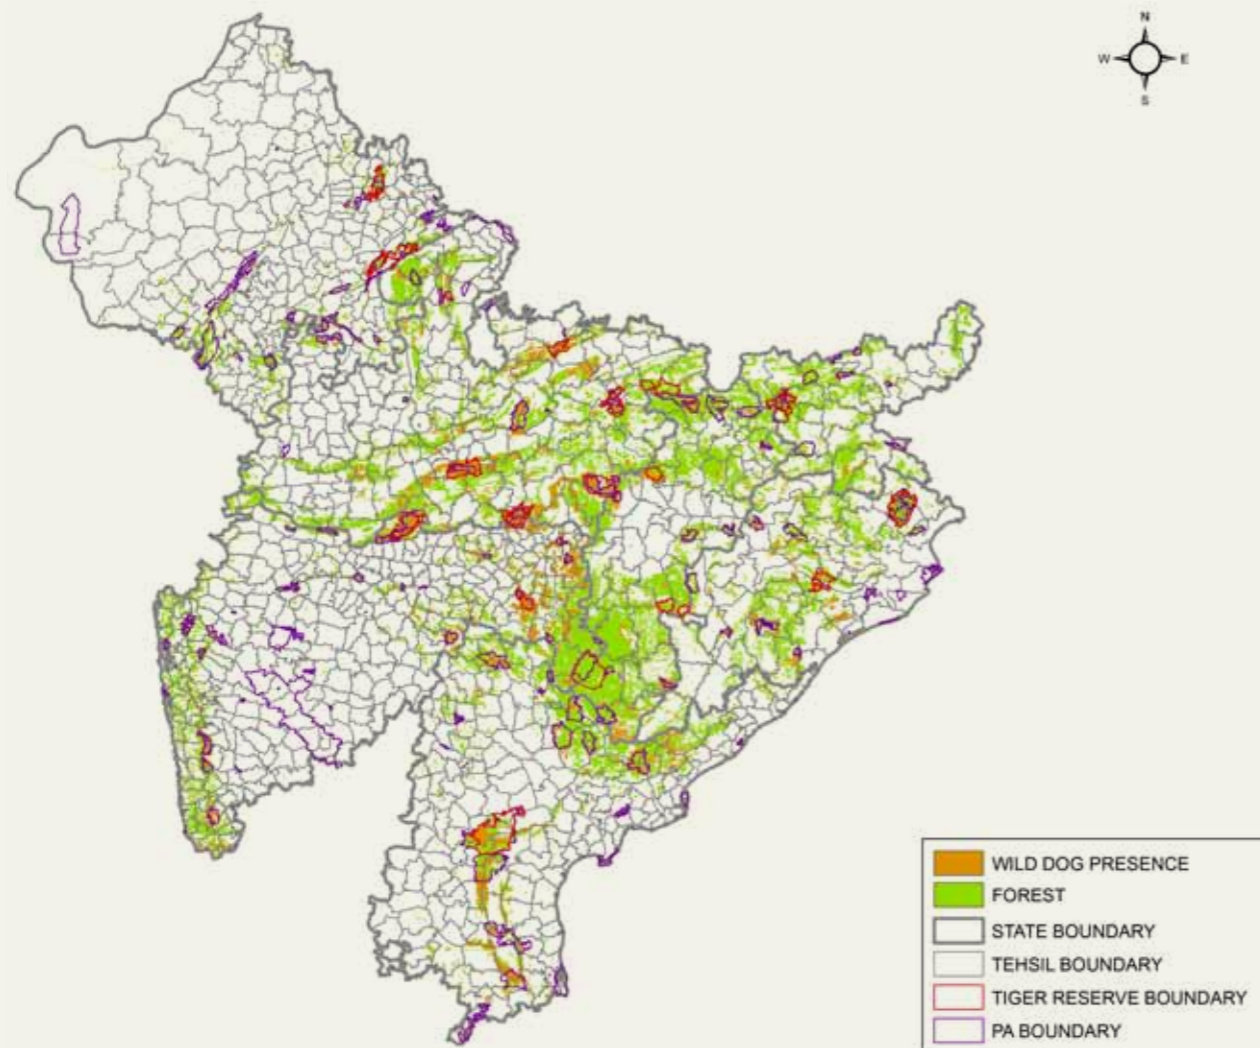 N
W E
S
WILD DOG PRESENCE
FOREST
STATE BOUNDARY
TEHSIL BOUNDARY
TIGER RESERVE BOUNDARY
PA BOUNDARY